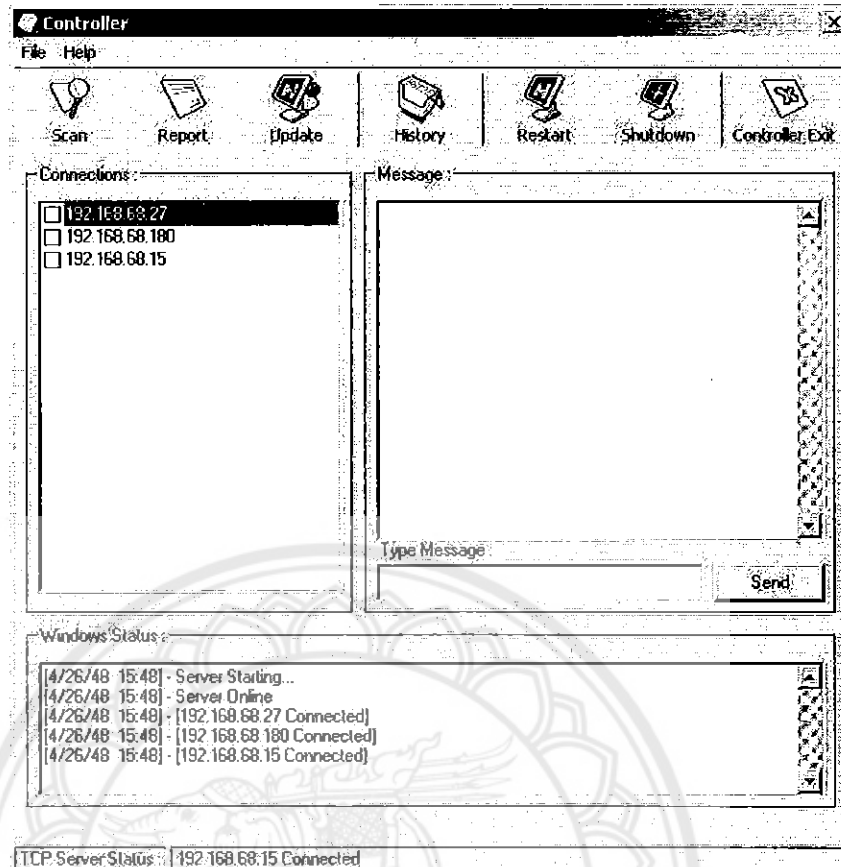 Controller
File Help
Scan Report Update History Restart Shutdown Controller Exit
Connections : Message :
192.168.68.27
192.168.68.180
192.168.68.15
Type Message
Send
Windows Status :
[4/26/48 15:48] - Server Starting...
[4/26/48 15:48] - Server Online
[4/26/48 15:48] - [192.168.68.27 Connected]
[4/26/48 15:48] - [192.168.68.180 Connected]
[4/26/48 15:48] - [192.168.68.15 Connected]
TCP Server Status : 192.168.68.15 Connected